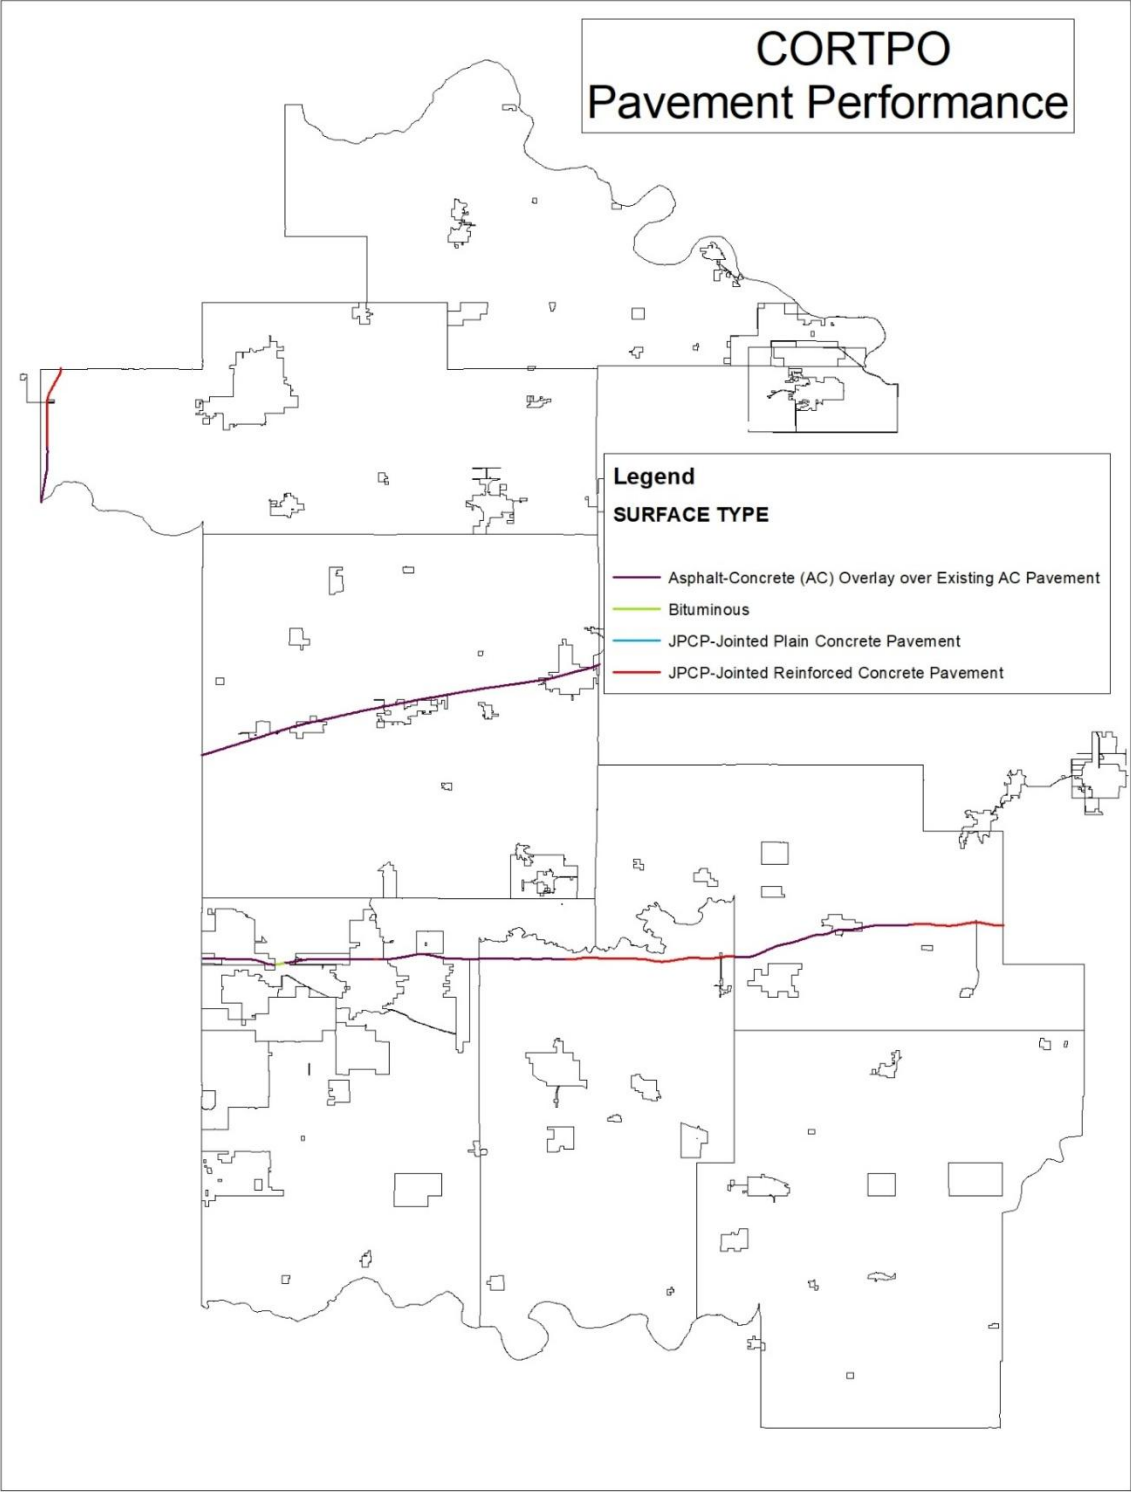 CORTPO
Pavement Performance
Legend
SURFACE TYPE
Asphalt-Concrete (AC) Overlay over Existing AC Pavement
Bituminous
JPCP-Jointed Plain Concrete Pavement
JPCP-Jointed Reinforced Concrete Pavement